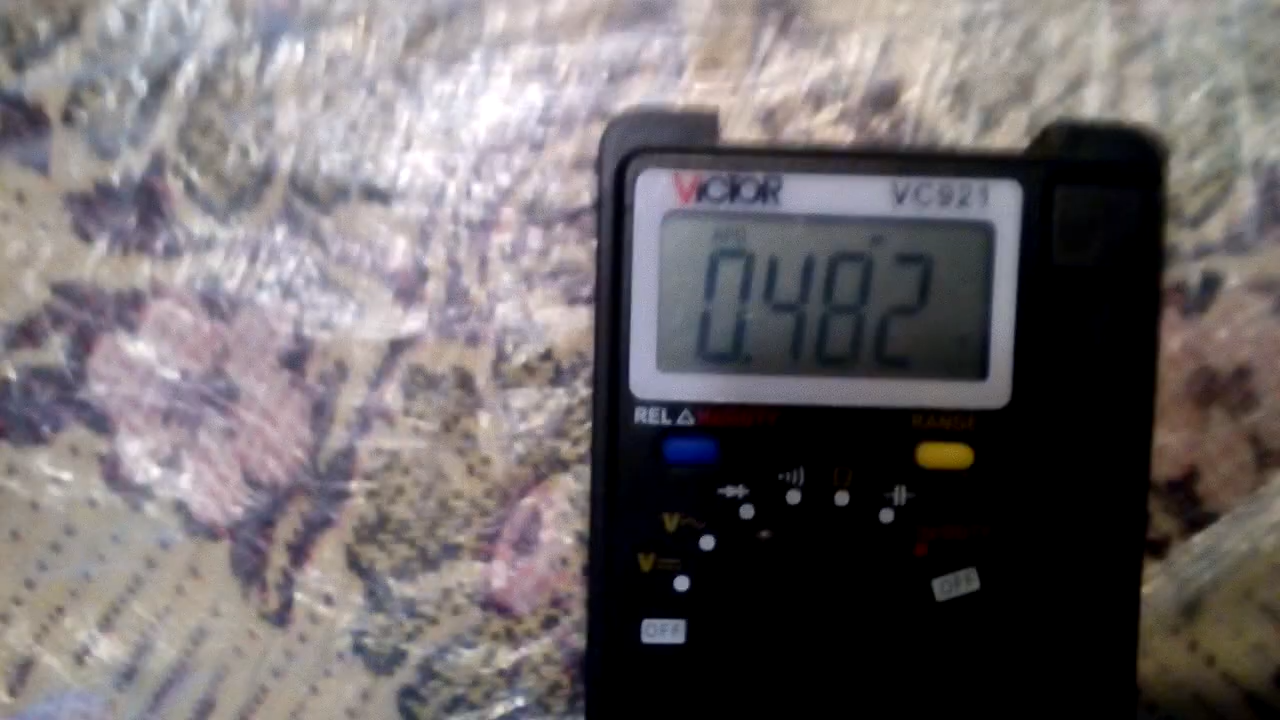 VICTOR VC921
0.482
REL △ RANGE
V~
V
OFF
OFF